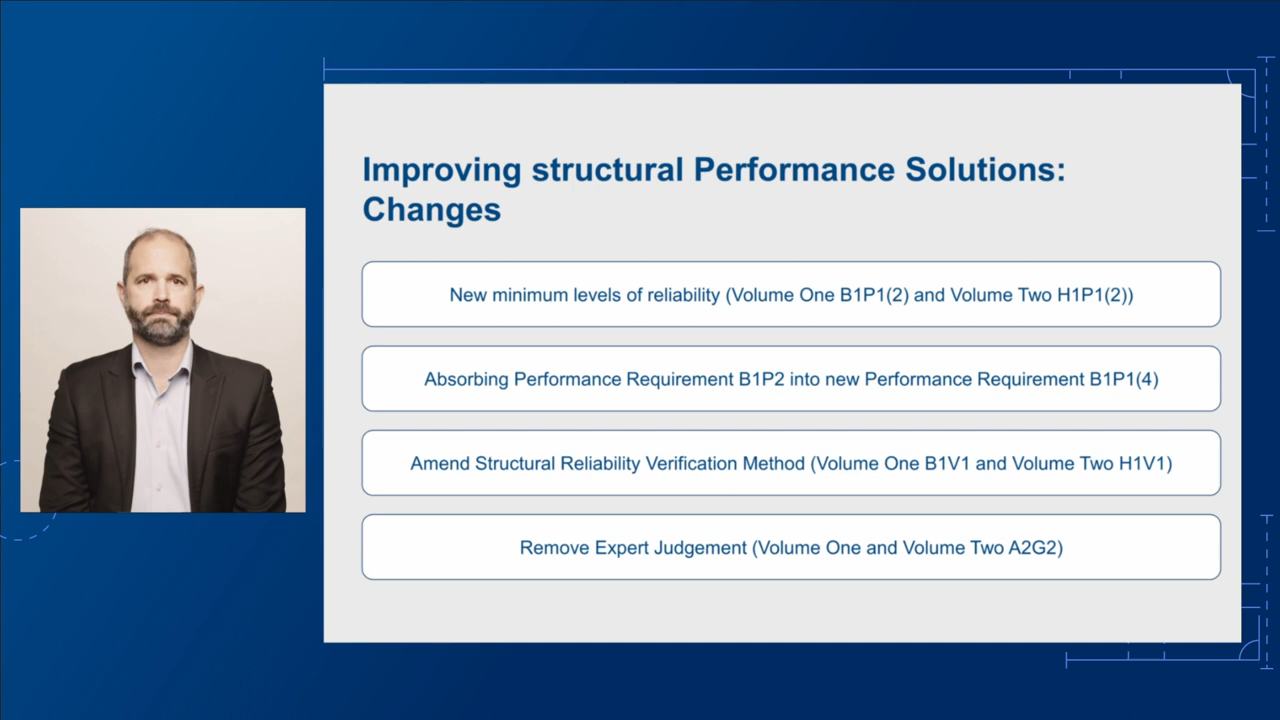 Improving structural Performance Solutions:
Changes
New minimum levels of reliability (Volume One B1P1(2) and Volume Two H1P1(2))
Absorbing Performance Requirement B1P2 into new Performance Requirement B1P1(4)
Amend Structural Reliability Verification Method (Volume One B1V1 and Volume Two H1V1)
Remove Expert Judgement (Volume One and Volume Two A2G2)